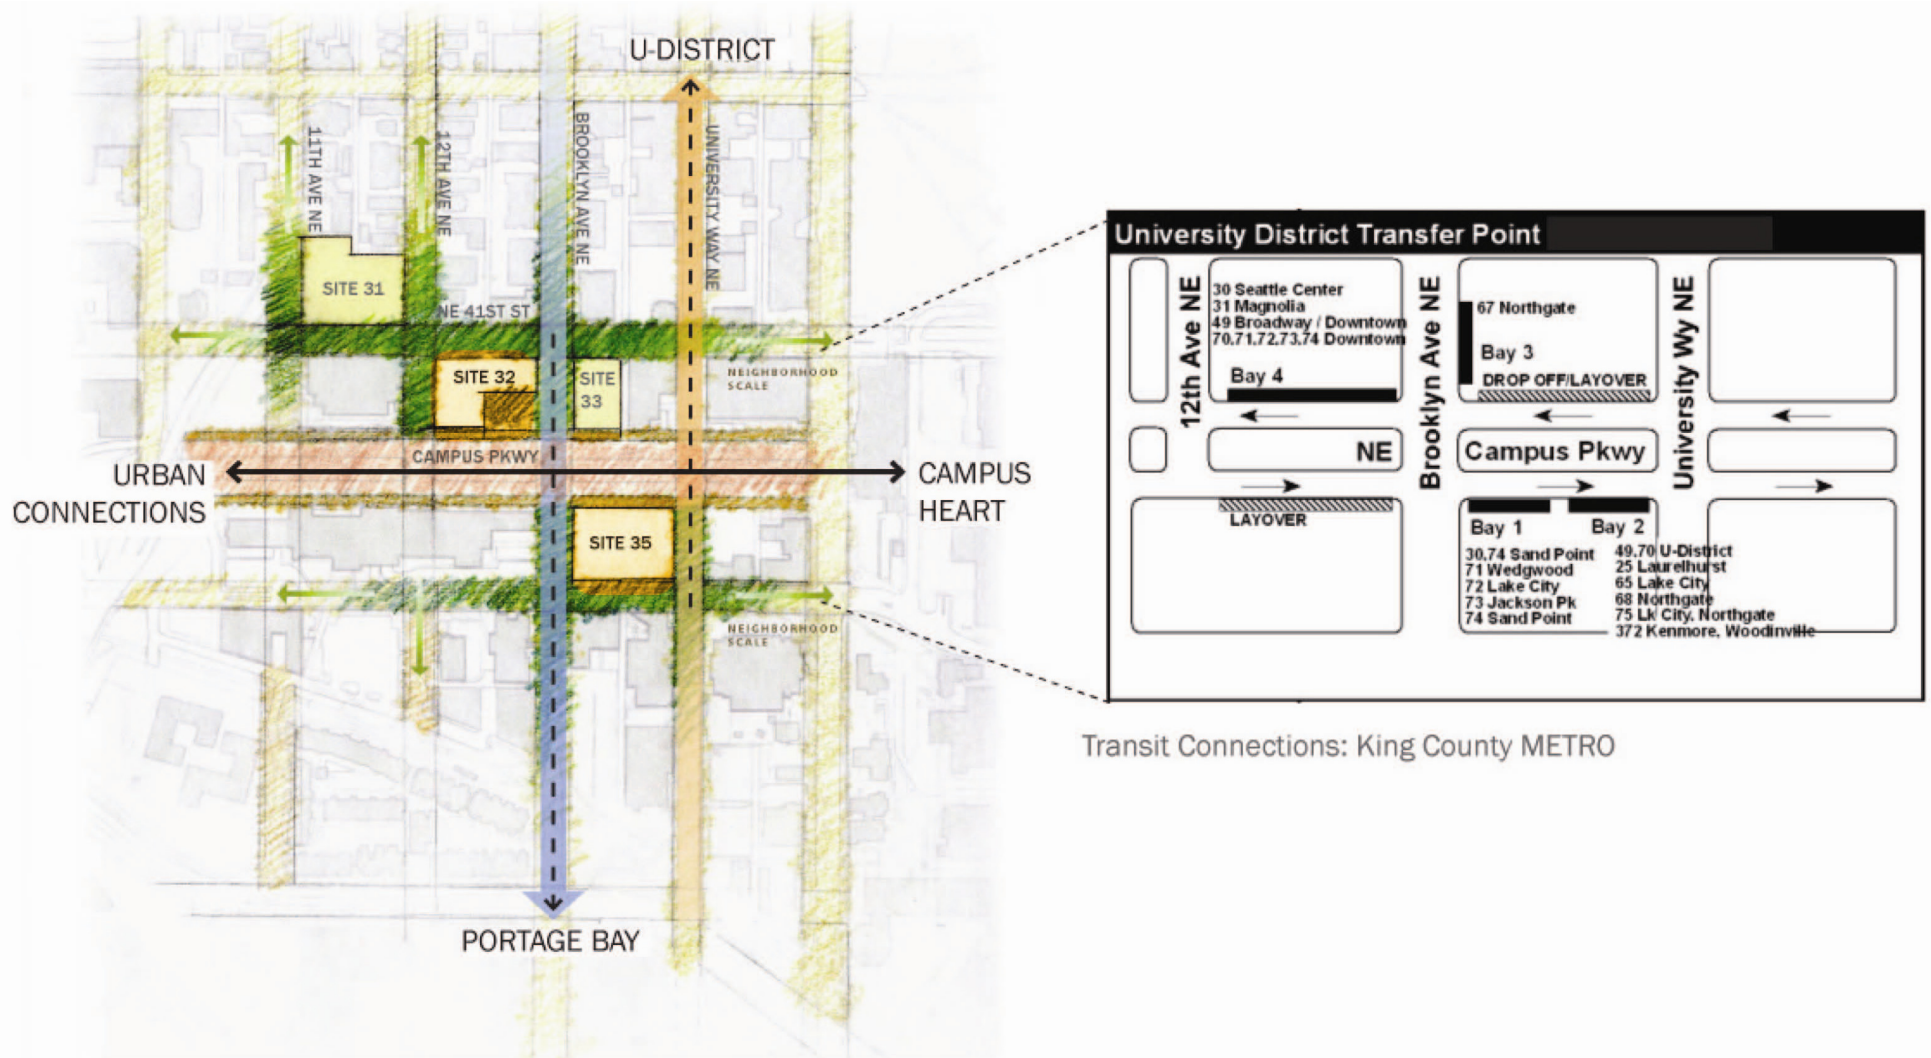 U-DISTRICT
11TH AVE NE
12TH AVE NE
BROOKLYN AVE NE
UNIVERSITY WAY NE
SITE 31
NE 41ST ST
SITE 32
SITE
33
NEIGHBORHOOD
SCALE
CAMPUS PKWY
URBAN
CONNECTIONS
CAMPUS
HEART
SITE 35
NEIGHBORHOOD
SCALE
PORTAGE BAY
University District Transfer Point
12th Ave NE
30 Seattle Center
31 Magnolia
49 Broadway / Downtown
70.71.72.73.74 Downtown
Bay 4
Brooklyn Ave NE
67 Northgate
Bay 3
DROP OFF/LAYOVER
University Wy NE
NE
Campus Pkwy
LAYOVER
Bay 1
30.74 Sand Point
71 Wedgwood
72 Lake City
73 Jackson Pk
74 Sand Point
Bay 2
49.70 U-District
25 Laurelhurst
65 Lake City
68 Northgate
75 Lk City, Northgate
372 Kenmore, Woodinville
Transit Connections: King County METRO